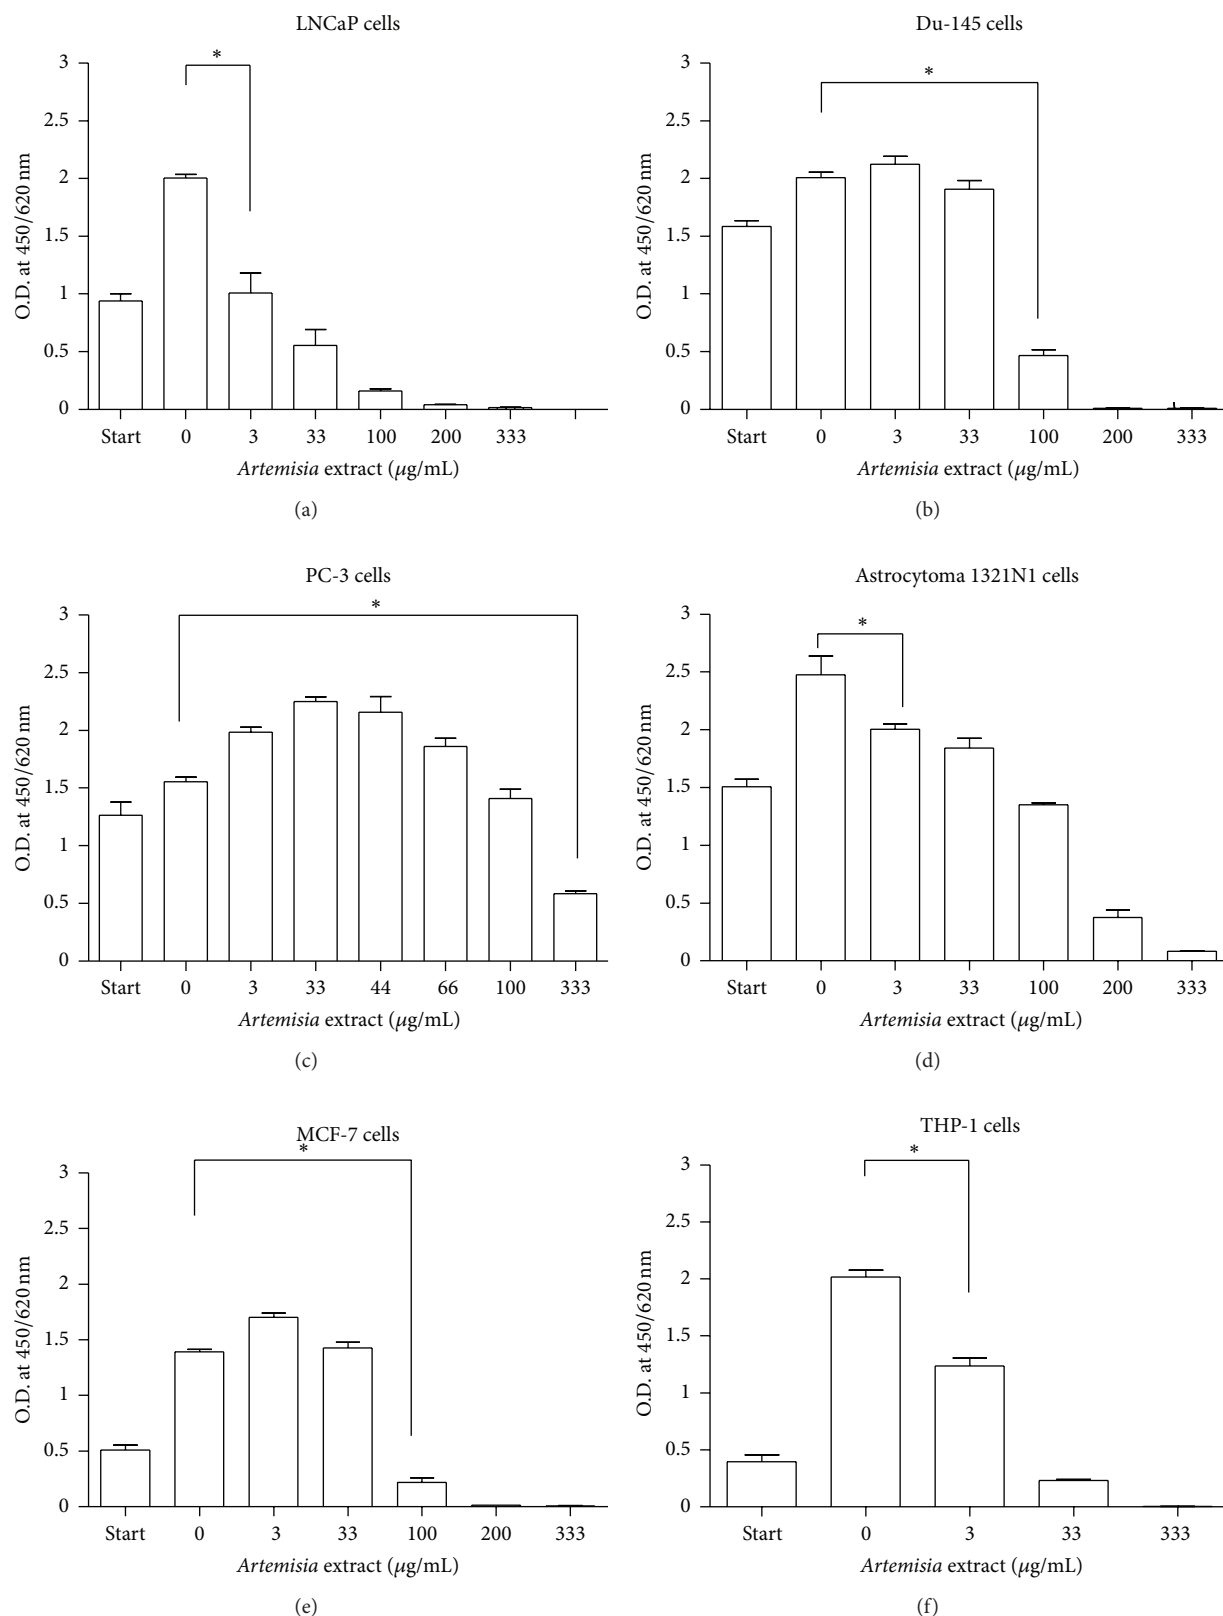 LNCaP cells
*
3
2.5
2
1.5
1
0.5
0
O.D. at 450/620 nm
Start 0 3 33 100 200 333
Artemisia extract (μg/mL)
(a)
Du-145 cells
*
3
2.5
2
1.5
1
0.5
0
O.D. at 450/620 nm
Start 0 3 33 100 200 333
Artemisia extract (μg/mL)
(b)
PC-3 cells
*
3
2.5
2
1.5
1
0.5
0
O.D. at 450/620 nm
Start 0 3 33 44 66 100 333
Artemisia extract (μg/mL)
(c)
Astrocytoma 1321N1 cells
*
3
2.5
2
1.5
1
0.5
0
O.D. at 450/620 nm
Start 0 3 33 100 200 333
Artemisia extract (μg/mL)
(d)
MCF-7 cells
*
3
2.5
2
1.5
1
0.5
0
O.D. at 450/620 nm
Start 0 3 33 100 200 333
Artemisia extract (μg/mL)
(e)
THP-1 cells
*
3
2.5
2
1.5
1
0.5
0
O.D. at 450/620 nm
Start 0 3 33 333
Artemisia extract (μg/mL)
(f)